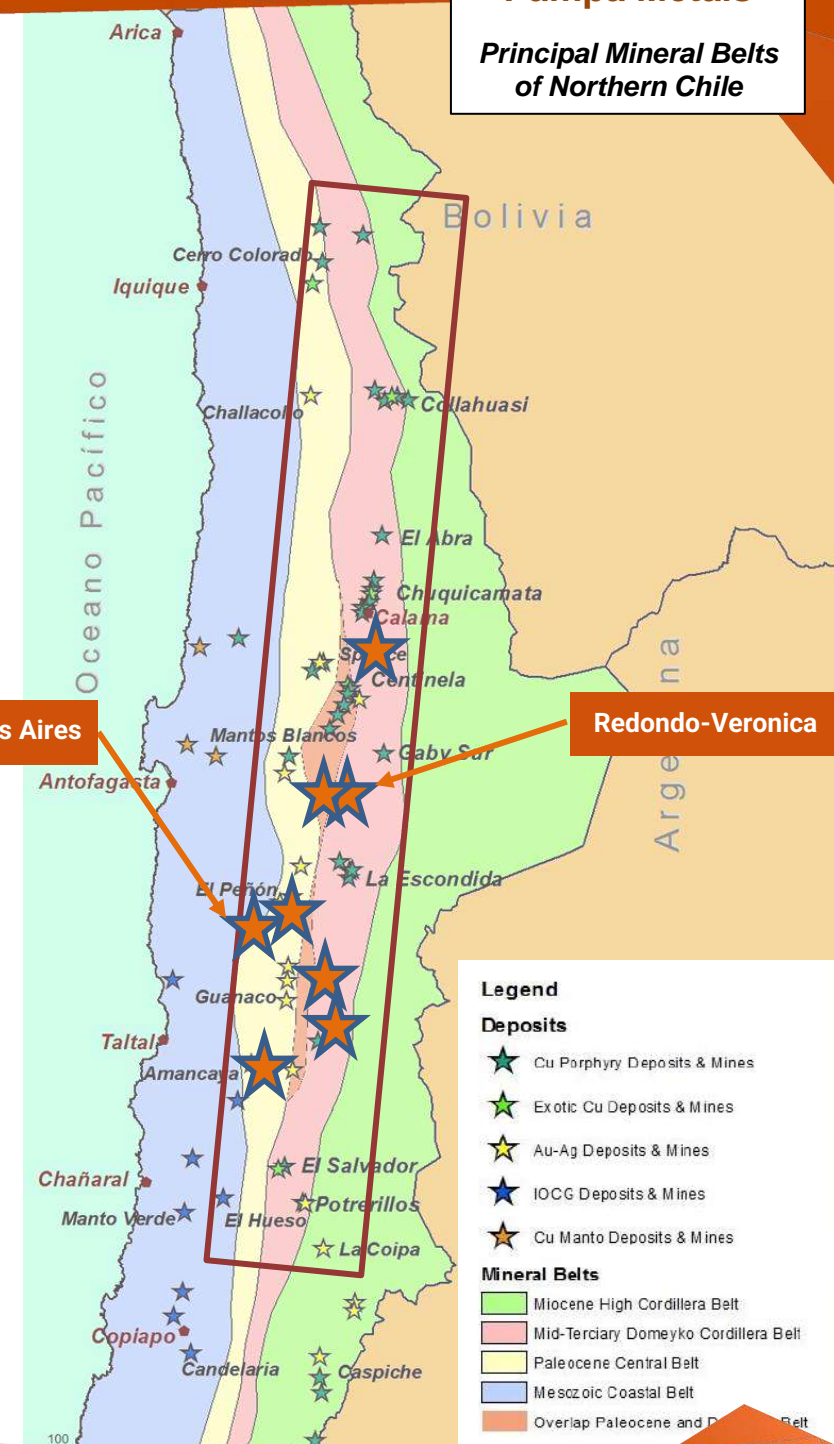 Pampa Metals
Principal Mineral Belts
of Northern Chile
Arica
Bolivia
Cerro Colorado
Iquique
Oceano Pacífico
Challacollo
Collahuasi
El Abra
Chuquicamata
Calama
Spence
Centinela
s Aires
Redondo-Veronica
Mantos Blancos
Gaby Sur
Antofagasta
Argentina
El Peñón
La Escondida
Guanaco
Taltal
Amancaya
El Salvador
Chañaral
Potrerillos
Manto Verde
El Hueso
La Coipa
Copiapo
Candelaria
Caspiche
100
Legend
Deposits
Cu Porphyry Deposits & Mines
Exotic Cu Deposits & Mines
Au-Ag Deposits & Mines
IOCG Deposits & Mines
Cu Manto Deposits & Mines
Mineral Belts
Miocene High Cordillera Belt
Mid-Terciary Domeyko Cordillera Belt
Paleocene Central Belt
Mesozoic Coastal Belt
Overlap Paleocene and Belt